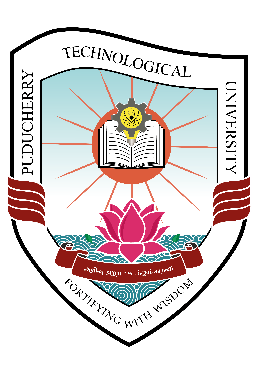 PUDUCHERRY
TECHNOLOGICAL
UNIVERSITY
FORTIFYING WITH WISDOM